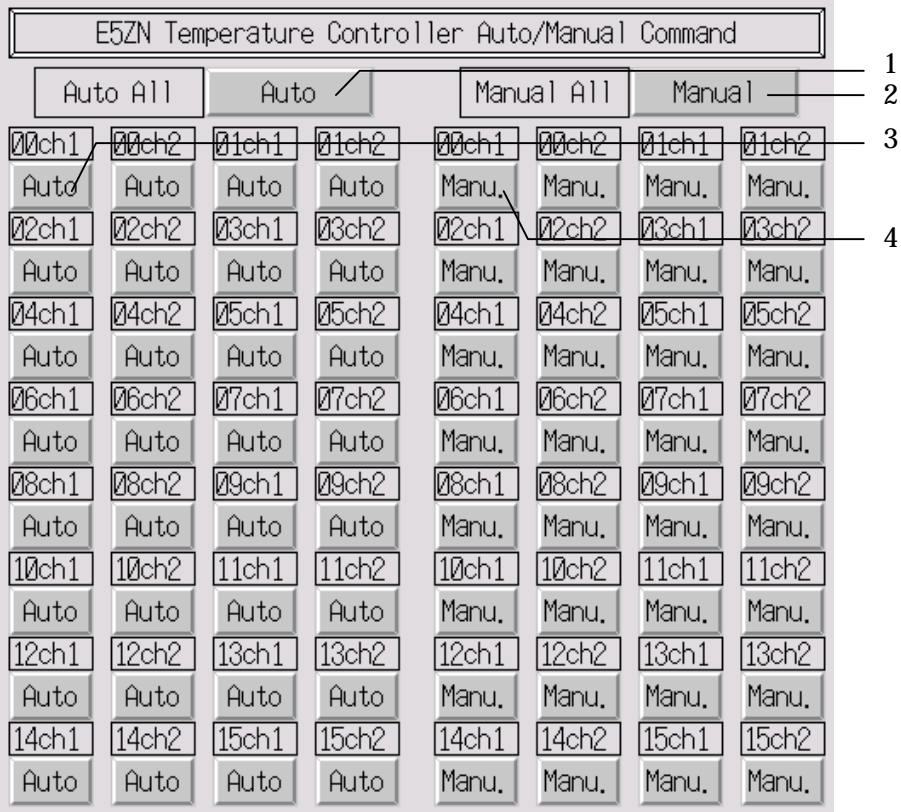 E5ZN Temperature Controller Auto/Manual Command
Auto All Auto Manual All Manual 1
2
00ch1 00ch2 01ch1 01ch2 00ch1 00ch2 01ch1 01ch2 3
Auto Auto Auto Auto Manu. Manu. Manu. Manu.
02ch1 02ch2 03ch1 03ch2 02ch1 02ch2 03ch1 03ch2 4
Auto Auto Auto Auto Manu. Manu. Manu. Manu.
04ch1 04ch2 05ch1 05ch2 04ch1 04ch2 05ch1 05ch2
Auto Auto Auto Auto Manu. Manu. Manu. Manu.
06ch1 06ch2 07ch1 07ch2 06ch1 06ch2 07ch1 07ch2
Auto Auto Auto Auto Manu. Manu. Manu. Manu.
08ch1 08ch2 09ch1 09ch2 08ch1 08ch2 09ch1 09ch2
Auto Auto Auto Auto Manu. Manu. Manu. Manu.
10ch1 10ch2 11ch1 11ch2 10ch1 10ch2 11ch1 11ch2
Auto Auto Auto Auto Manu. Manu. Manu. Manu.
12ch1 12ch2 13ch1 13ch2 12ch1 12ch2 13ch1 13ch2
Auto Auto Auto Auto Manu. Manu. Manu. Manu.
14ch1 14ch2 15ch1 15ch2 14ch1 14ch2 15ch1 15ch2
Auto Auto Auto Auto Manu. Manu. Manu. Manu.